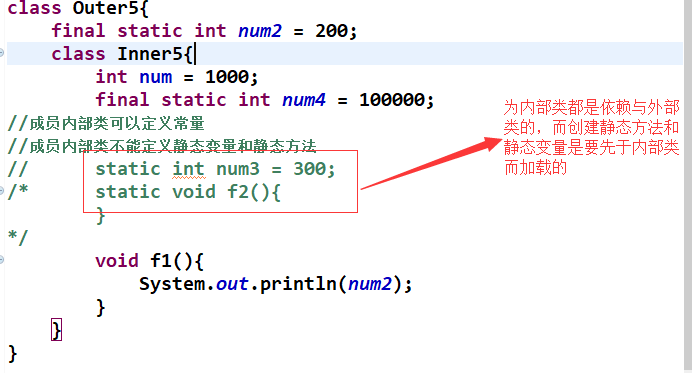 class Outer5{
final static int num2 = 200;
class Inner5{
int num = 1000;
final static int num4 = 100000;
//成员内部类可以定义常量
//成员内部类不能定义静态变量和静态方法
// static int num3 = 300;
/* static void f2(){
}
*/
void f1(){
System.out.println(num2);
}
}
}
为内部类都是依赖与外部
类的，而创建静态方法和
静态变量是要先于内部类
而加载的